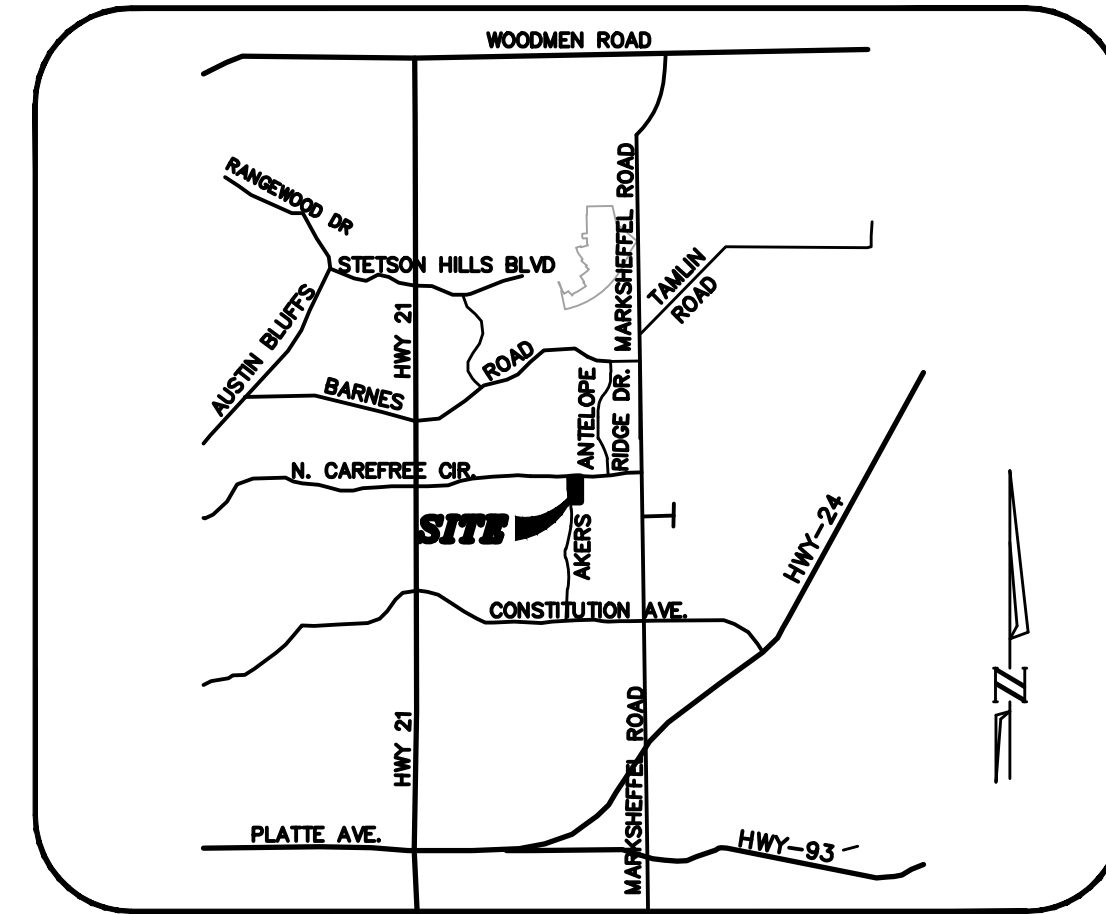 WOODMEN ROAD
RANGEWOOD DR
MARKSHEFFEL ROAD
STETSON HILLS BLVD
TAMLIN
ROAD
AUSTIN BLUFFS
HWY 21
BARNES
ROAD
ANTELOPE
RIDGE DR.
N. CAREFREE CIR.
SITE
AKERS
HWY-24
CONSTITUTION AVE.
N
HWY 21
MARKSHEFFEL ROAD
PLATTE AVE.
HWY-93